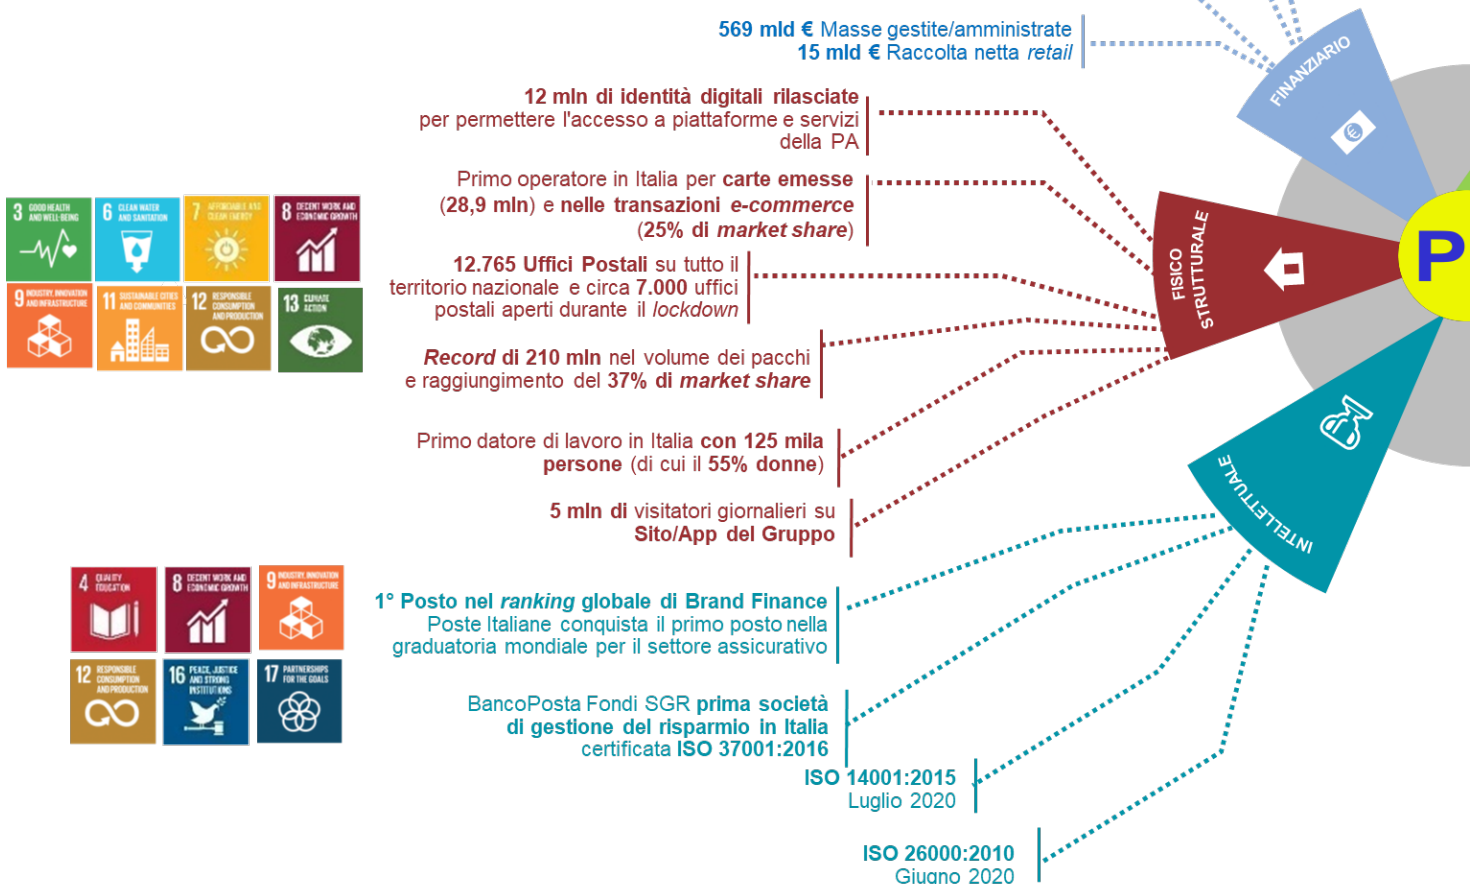 569 mld € Masse gestite/amministrate
15 mld € Raccolta netta retail
FINANZIARIO
€
12 mln di identità digitali rilasciate
per permettere l'accesso a piattaforme e servizi
della PA
Primo operatore in Italia per carte emesse
(28,9 mln) e nelle transazioni e-commerce
(25% di market share)
12.765 Uffici Postali su tutto il
territorio nazionale e circa 7.000 uffici
postali aperti durante il lockdown
Record di 210 mln nel volume dei pacchi
e raggiungimento del 37% di market share
Primo datore di lavoro in Italia con 125 mila
persone (di cui il 55% donne)
5 mln di visitatori giornalieri su
Sito/App del Gruppo
FISICO
STRUTTURALE
P
3 GOOD HEALTH
AND WELL-BEING
6 CLEAN WATER
AND SANITATION
7 AFFORDABLE AND
CLEAN ENERGY
8 DECENT WORK AND
ECONOMIC GROWTH
9 INDUSTRY, INNOVATION
AND INFRASTRUCTURE
11 SUSTAINABLE CITIES
AND COMMUNITIES
12 RESPONSIBLE
CONSUMPTION
AND PRODUCTION
13 CLIMATE
ACTION
INTELLETTUALE
1° Posto nel ranking globale di Brand Finance
Poste Italiane conquista il primo posto nella
graduatoria mondiale per il settore assicurativo
BancoPosta Fondi SGR prima società
di gestione del risparmio in Italia
certificata ISO 37001:2016
ISO 14001:2015
Luglio 2020
ISO 26000:2010
Giugno 2020
4 QUALITY
EDUCATION
8 DECENT WORK AND
ECONOMIC GROWTH
9 INDUSTRY, INNOVATION
AND INFRASTRUCTURE
12 RESPONSIBLE
CONSUMPTION
AND PRODUCTION
16 PEACE, JUSTICE
AND STRONG
INSTITUTIONS
17 PARTNERSHIPS
FOR THE GOALS